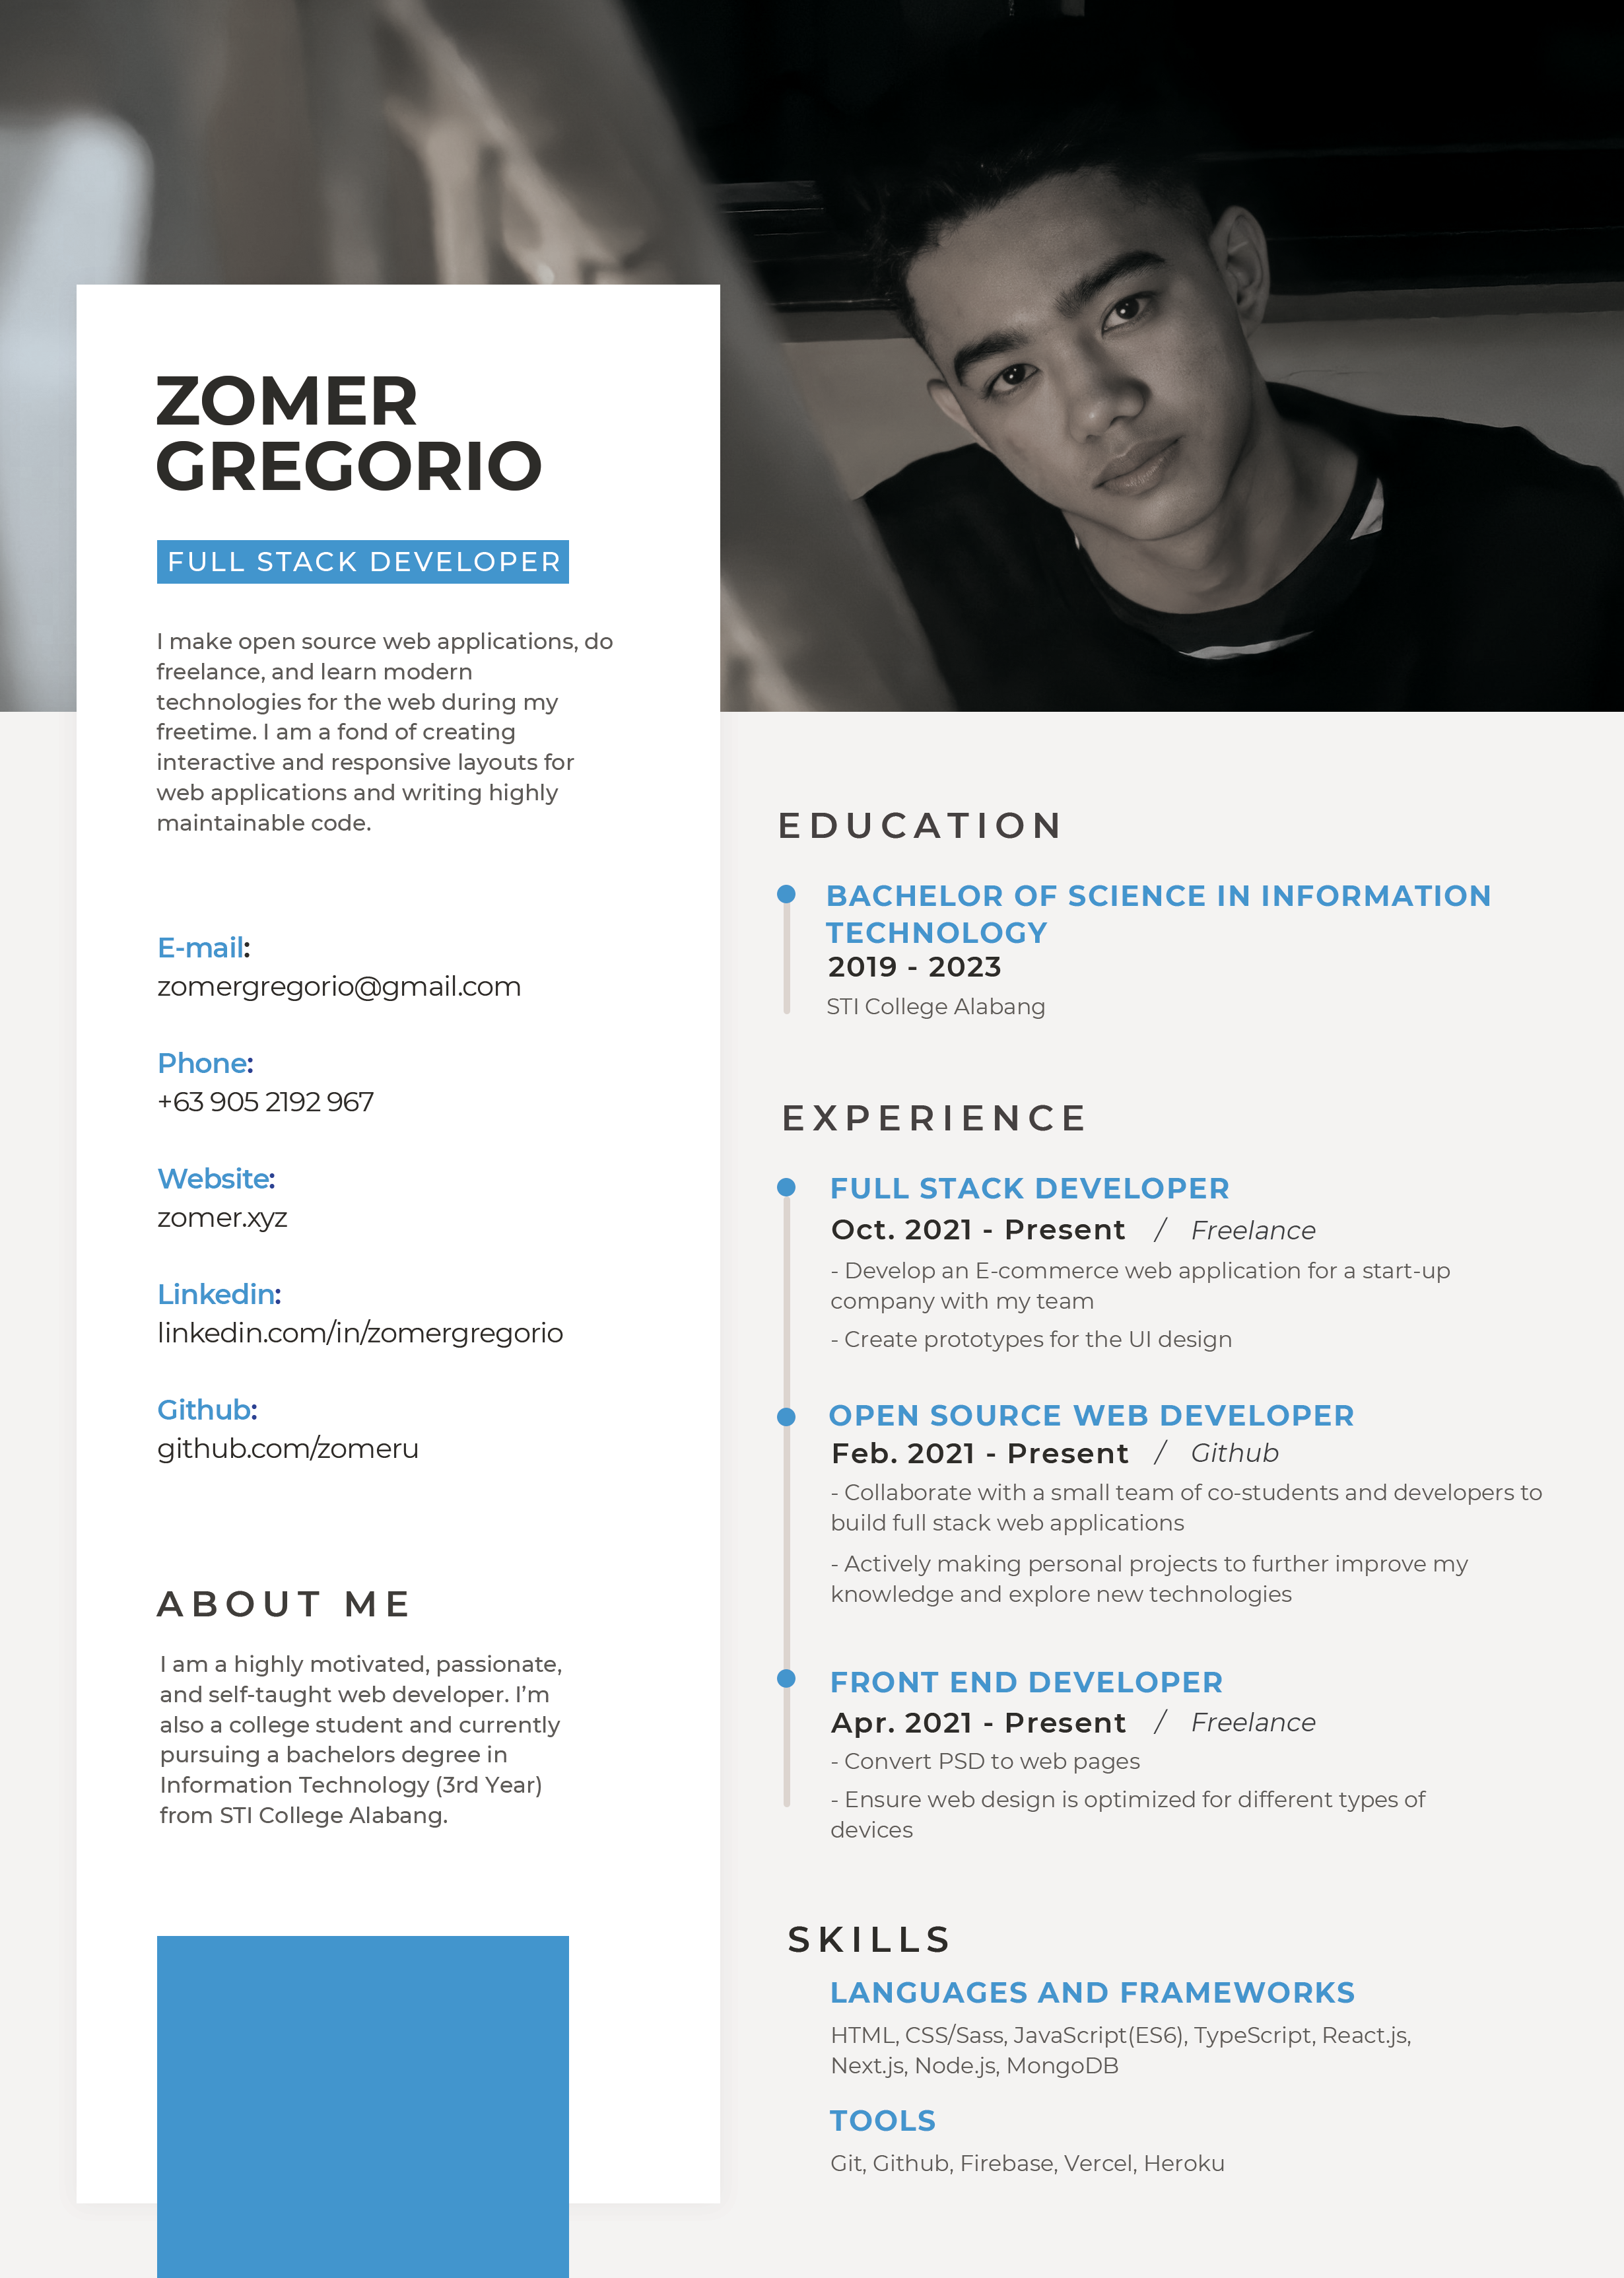 ZOMER
GREGORIO
FULL STACK DEVELOPER
I make open source web applications, do
freelance, and learn modern
technologies for the web during my
freetime. I am a fond of creating
interactive and responsive layouts for
web applications and writing highly
maintainable code.
E-mail:
zomergregorio@gmail.com
Phone:
+63 905 2192 967
Website:
zomer.xyz
Linkedin:
linkedin.com/in/zomergregorio
Github:
github.com/zomeru
ABOUT ME
I am a highly motivated, passionate,
and self-taught web developer. I’m
also a college student and currently
pursuing a bachelors degree in
Information Technology (3rd Year)
from STI College Alabang.
EDUCATION
BACHELOR OF SCIENCE IN INFORMATION
TECHNOLOGY
2019 - 2023
STI College Alabang
EXPERIENCE
FULL STACK DEVELOPER
Oct. 2021 - Present / Freelance
- Develop an E-commerce web application for a start-up
company with my team
- Create prototypes for the UI design
OPEN SOURCE WEB DEVELOPER
Feb. 2021 - Present / Github
- Collaborate with a small team of co-students and developers to
build full stack web applications
- Actively making personal projects to further improve my
knowledge and explore new technologies
FRONT END DEVELOPER
Apr. 2021 - Present / Freelance
- Convert PSD to web pages
- Ensure web design is optimized for different types of
devices
SKILLS
LANGUAGES AND FRAMEWORKS
HTML, CSS/Sass, JavaScript(ES6), TypeScript, React.js,
Next.js, Node.js, MongoDB
TOOLS
Git, Github, Firebase, Vercel, Heroku